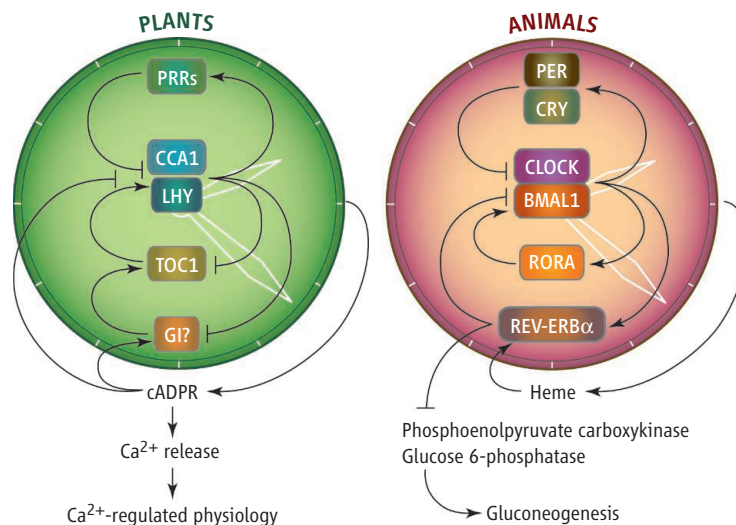 PLANTS
PRRs
CCA1
LHY
TOC1
GI?
cADPR
Ca²⁺ release
Ca²⁺-regulated physiology
ANIMALS
PER
CRY
CLOCK
BMAL1
RORA
REV-ERBα
Heme
Phosphoenolpyruvate carboxykinase
Glucose 6-phosphatase
Gluconeogenesis